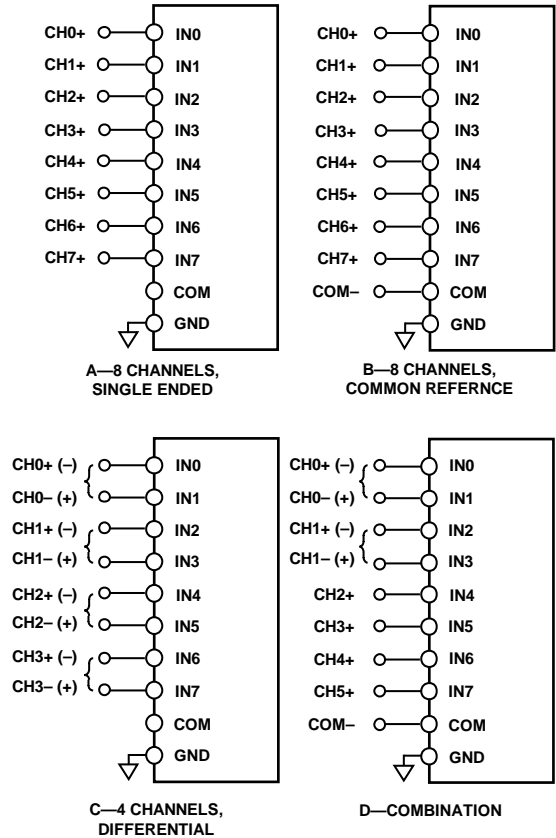 CH0+ IN0
CH1+ IN1
CH2+ IN2
CH3+ IN3
CH4+ IN4
CH5+ IN5
CH6+ IN6
CH7+ IN7
COM
GND
A—8 CHANNELS,
SINGLE ENDED
CH0+ IN0
CH1+ IN1
CH2+ IN2
CH3+ IN3
CH4+ IN4
CH5+ IN5
CH6+ IN6
CH7+ IN7
COM– COM
GND
B—8 CHANNELS,
COMMON REFERNCE
CH0+ (–) IN0
CH0– (+) IN1
CH1+ (–) IN2
CH1– (+) IN3
CH2+ (–) IN4
CH2– (+) IN5
CH3+ (–) IN6
CH3– (+) IN7
COM
GND
C—4 CHANNELS,
DIFFERENTIAL
CH0+ (–) IN0
CH0– (+) IN1
CH1+ (–) IN2
CH1– (+) IN3
CH2+ IN4
CH3+ IN5
CH4+ IN6
CH5+ IN7
COM– COM
GND
D—COMBINATION